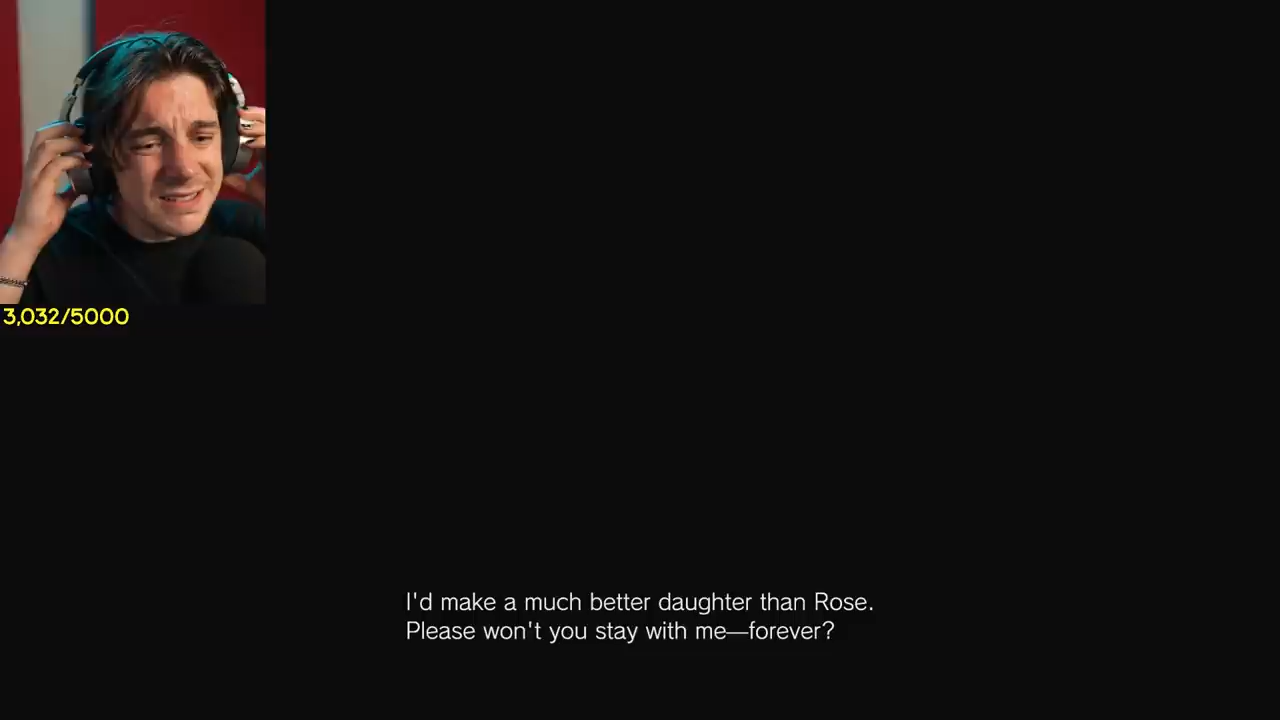 3,032/5000
I'd make a much better daughter than Rose.
Please won't you stay with me—forever?